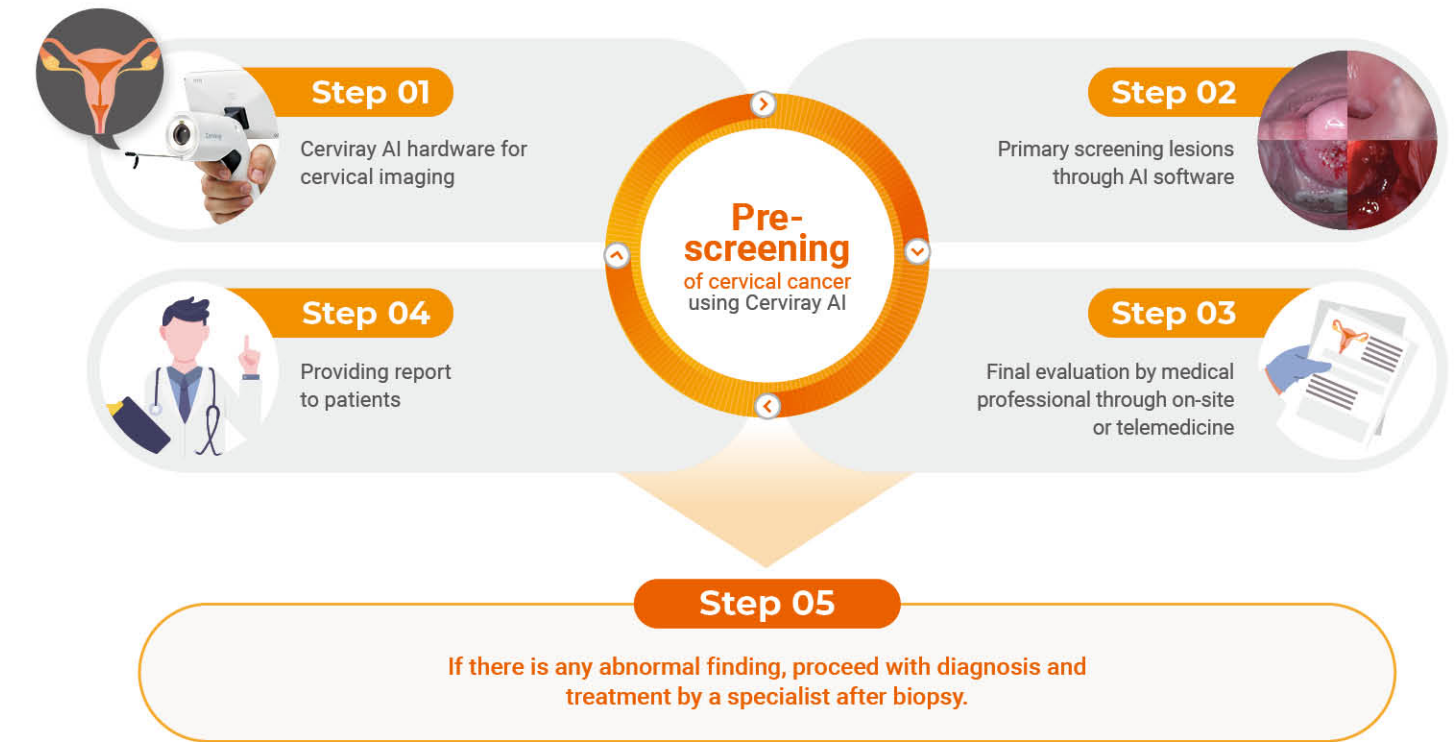 Step 01
Cerviray AI hardware for
cervical imaging
Step 02
Primary screening lesions
through AI software
Pre-
screening
of cervical cancer
using Cerviray AI
Step 03
Final evaluation by medical
professional through on-site
or telemedicine
Step 04
Providing report
to patients
Step 05
If there is any abnormal finding, proceed with diagnosis and
treatment by a specialist after biopsy.